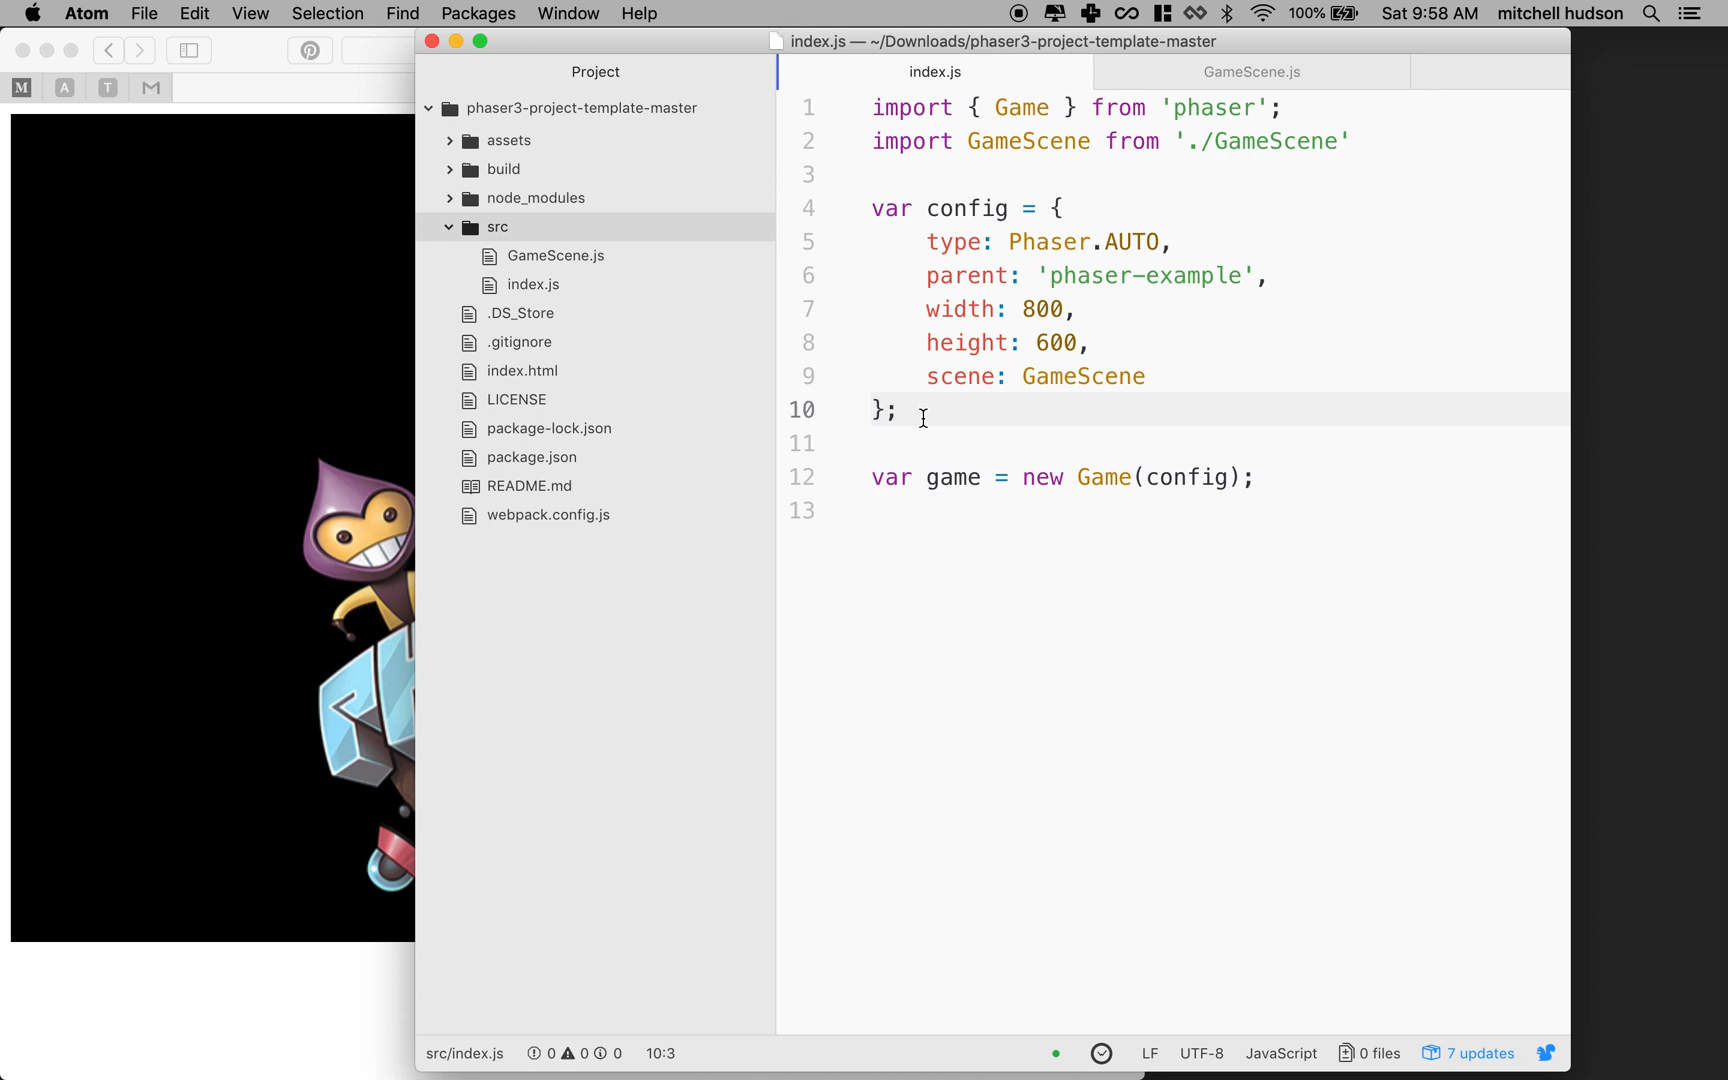 Atom File Edit View Selection Find Packages Window Help 100% Sat 9:58 AM mitchell hudson
index.js — ~/Downloads/phaser3-project-template-master
M A T M
Project
index.js GameScene.js
phaser3-project-template-master
assets
build
node_modules
src
GameScene.js
index.js
.DS_Store
.gitignore
index.html
LICENSE
package-lock.json
package.json
README.md
webpack.config.js
1 import { Game } from 'phaser';
2 import GameScene from './GameScene'
3
4 var config = {
5 type: Phaser.AUTO,
6 parent: 'phaser-example',
7 width: 800,
8 height: 600,
9 scene: GameScene
10 };
11
12 var game = new Game(config);
13
src/index.js 0 0 0 10:3 LF UTF-8 JavaScript 0 files 7 updates